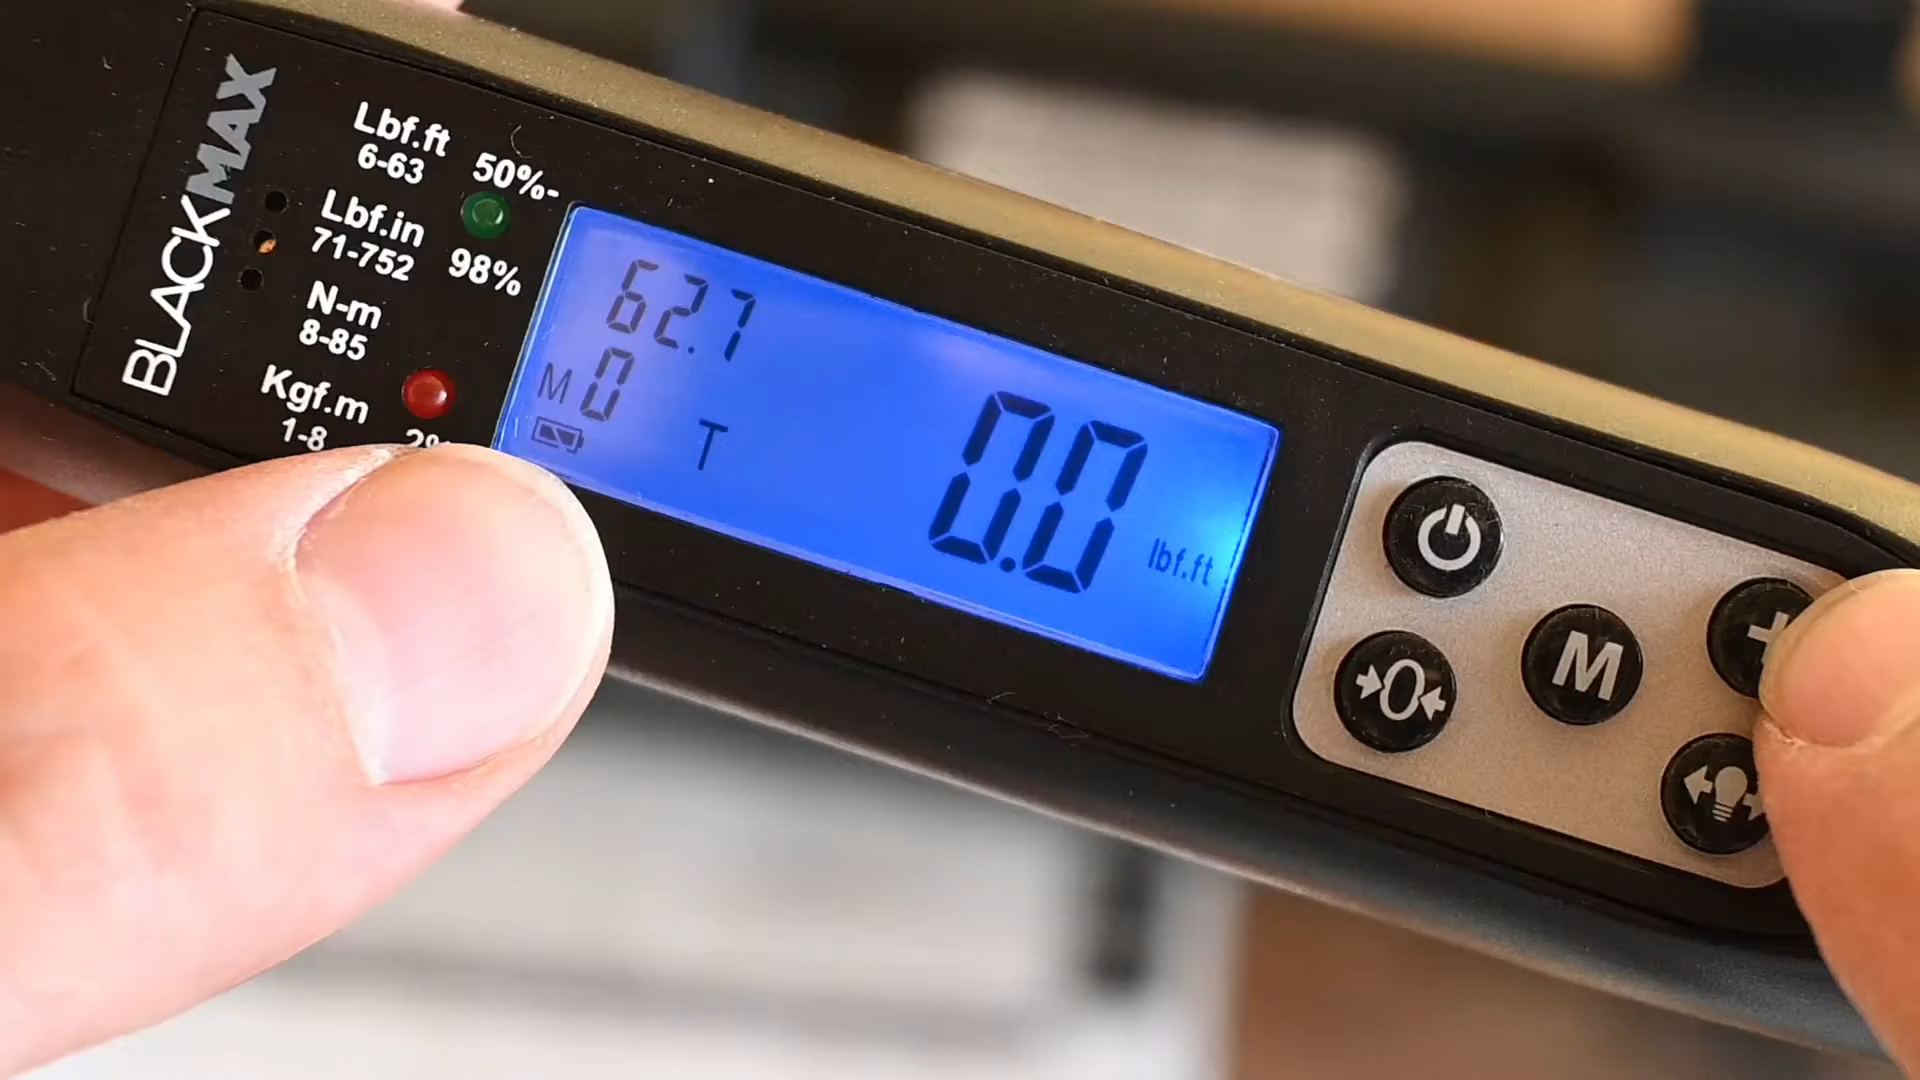 BLACKMAX
Lbf.ft
6-63
50%-
98%
Lbf.in
71-752
N-m
8-85
Kgf.m
1-8
62.7
M0
T
0.0
lbf.ft
M
+